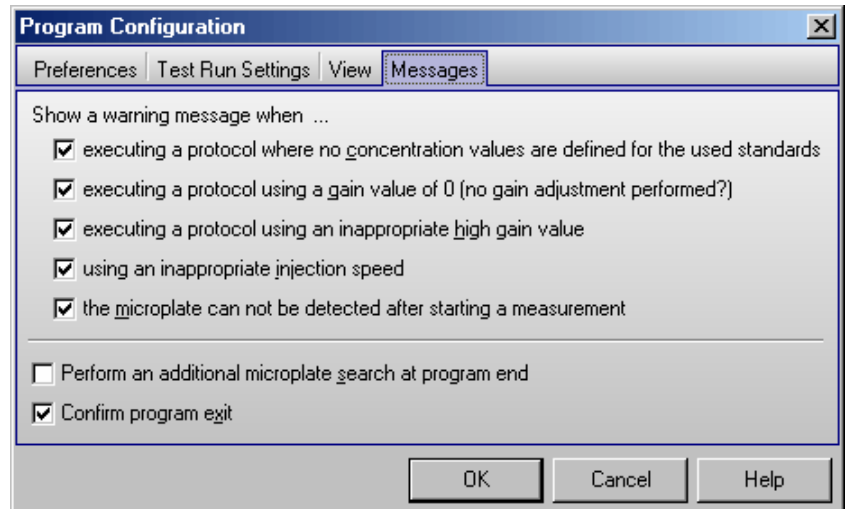 Program Configuration
Preferences Test Run Settings View Messages
Show a warning message when ...
executing a protocol where no concentration values are defined for the used standards
executing a protocol using a gain value of 0 (no gain adjustment performed?)
executing a protocol using an inappropriate high gain value
using an inappropriate injection speed
the microplate can not be detected after starting a measurement
Perform an additional microplate search at program end
Confirm program exit
OK Cancel Help